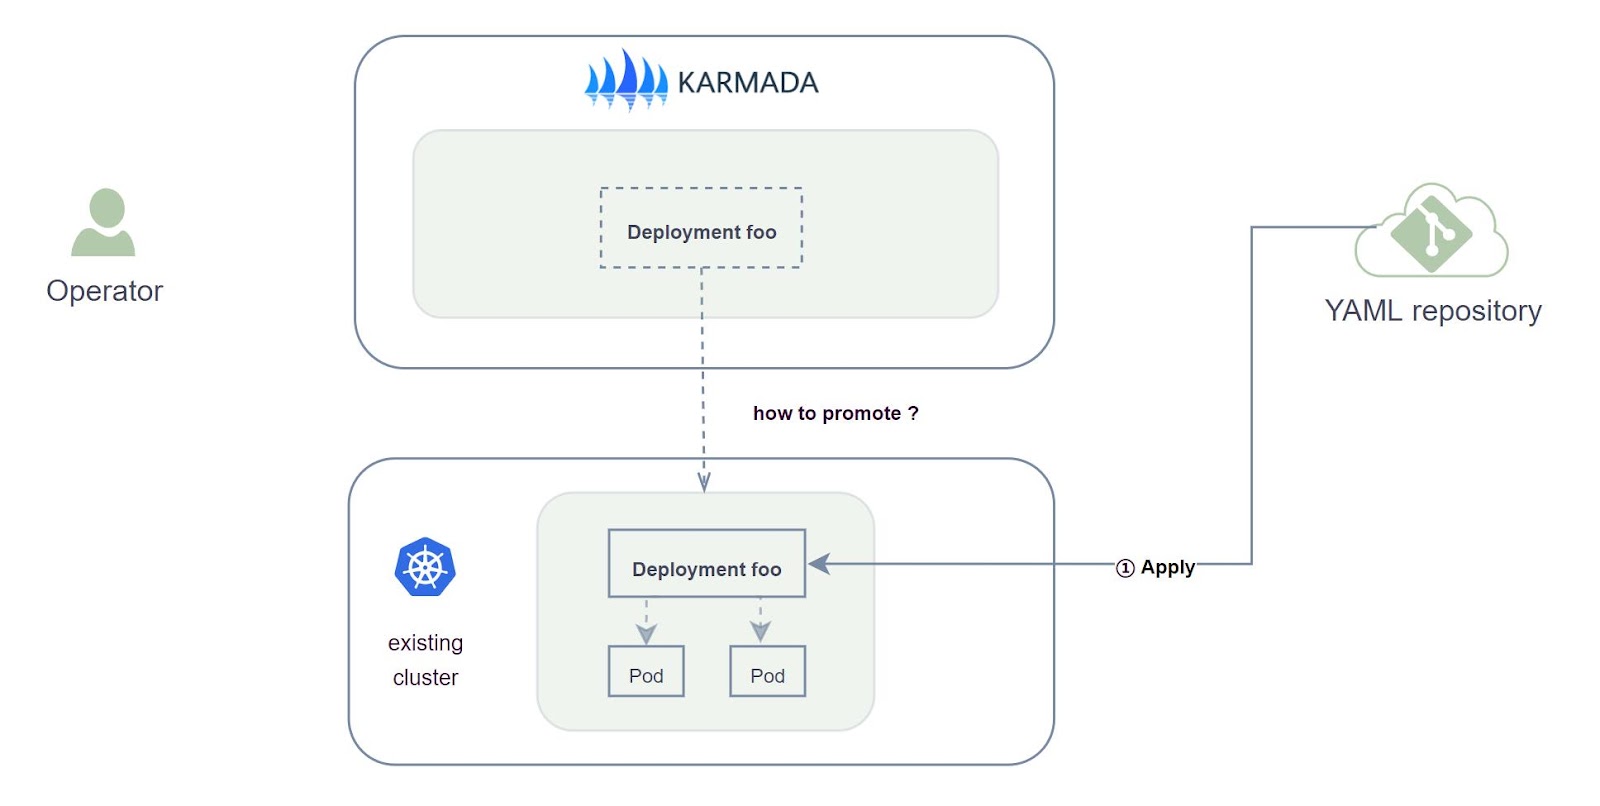 KARMADA
Deployment foo
Operator
YAML repository
how to promote ?
Deployment foo
① Apply
existing
cluster
Pod
Pod